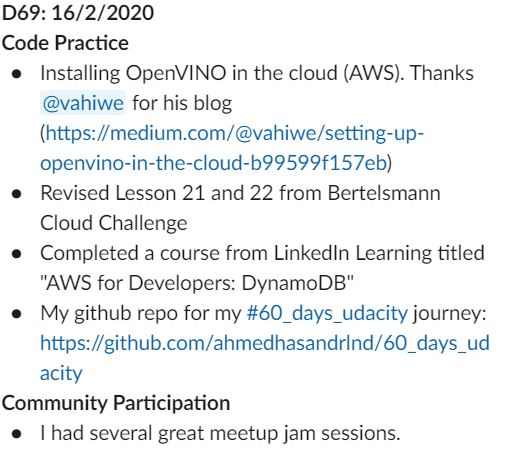 D69: 16/2/2020
Code Practice
● Installing OpenVINO in the cloud (AWS). Thanks
@vahiwe for his blog
(https://medium.com/@vahiwe/setting-up-
openvino-in-the-cloud-b99599f157eb)
● Revised Lesson 21 and 22 from Bertelsmann
Cloud Challenge
● Completed a course from LinkedIn Learning titled
"AWS for Developers: DynamoDB"
● My github repo for my #60_days_udacity journey:
https://github.com/ahmedhasandrlnd/60_days_ud
acity
Community Participation
● I had several great meetup jam sessions.